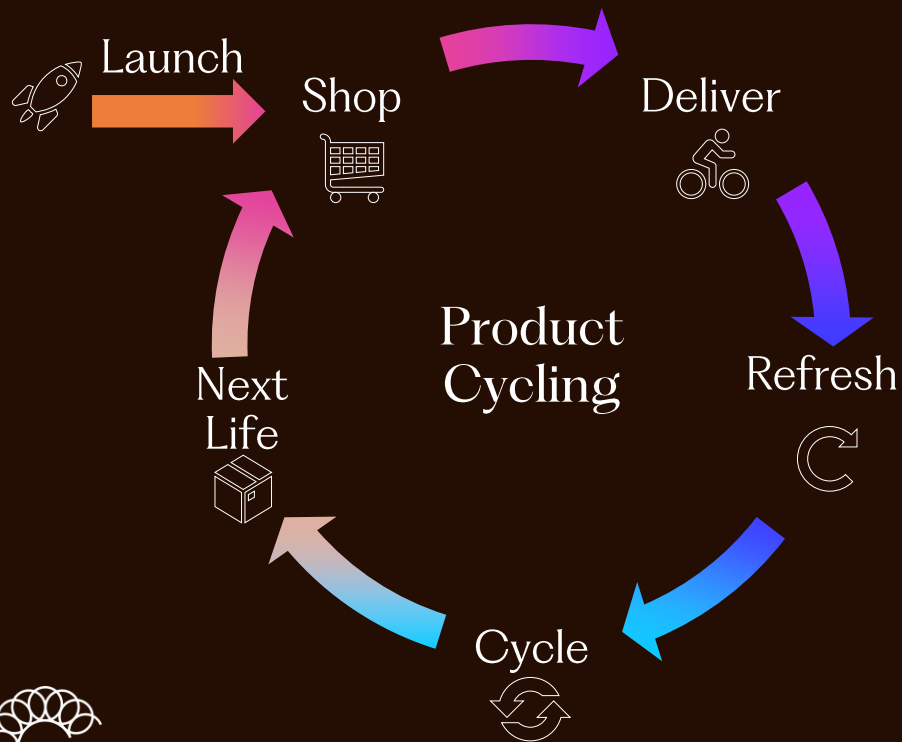 Launch
Shop
Deliver
Product
Cycling
Refresh
Next
Life
Cycle